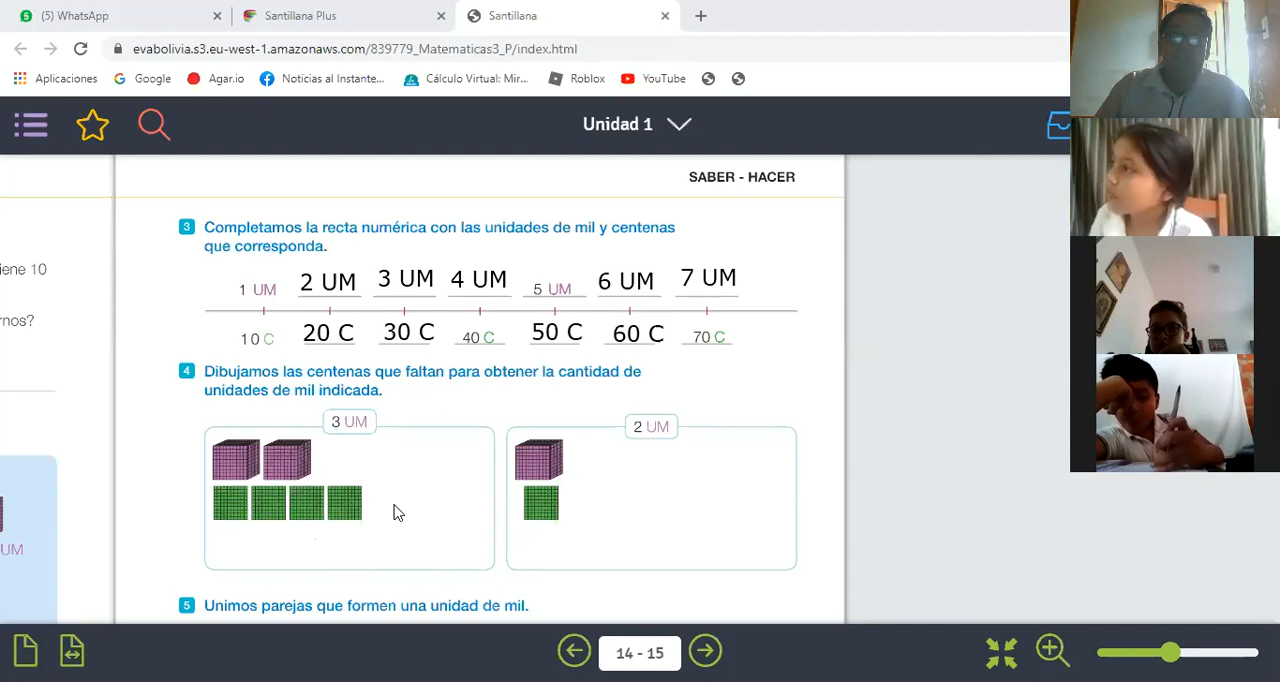 (5) WhatsApp
Santillana Plus
Santillana
evabolivia.s3.eu-west-1.amazonaws.com/839779_Matematicas3_P/index.html
Aplicaciones
Google
Agar.io
Noticias al Instante...
Cálculo Virtual: Mir...
Roblox
YouTube
Unidad 1
SABER - HACER
iene 10
rnos?
UM
3 Completamos la recta numérica con las unidades de mil y centenas
que corresponda.
1 UM 2 UM 3 UM 4 UM 5 UM 6 UM 7 UM
10 C 20 C 30 C 40 C 50 C 60 C 70 C
4 Dibujamos las centenas que faltan para obtener la cantidad de
unidades de mil indicada.
3 UM
2 UM
5 Unimos parejas que formen una unidad de mil.
14 - 15